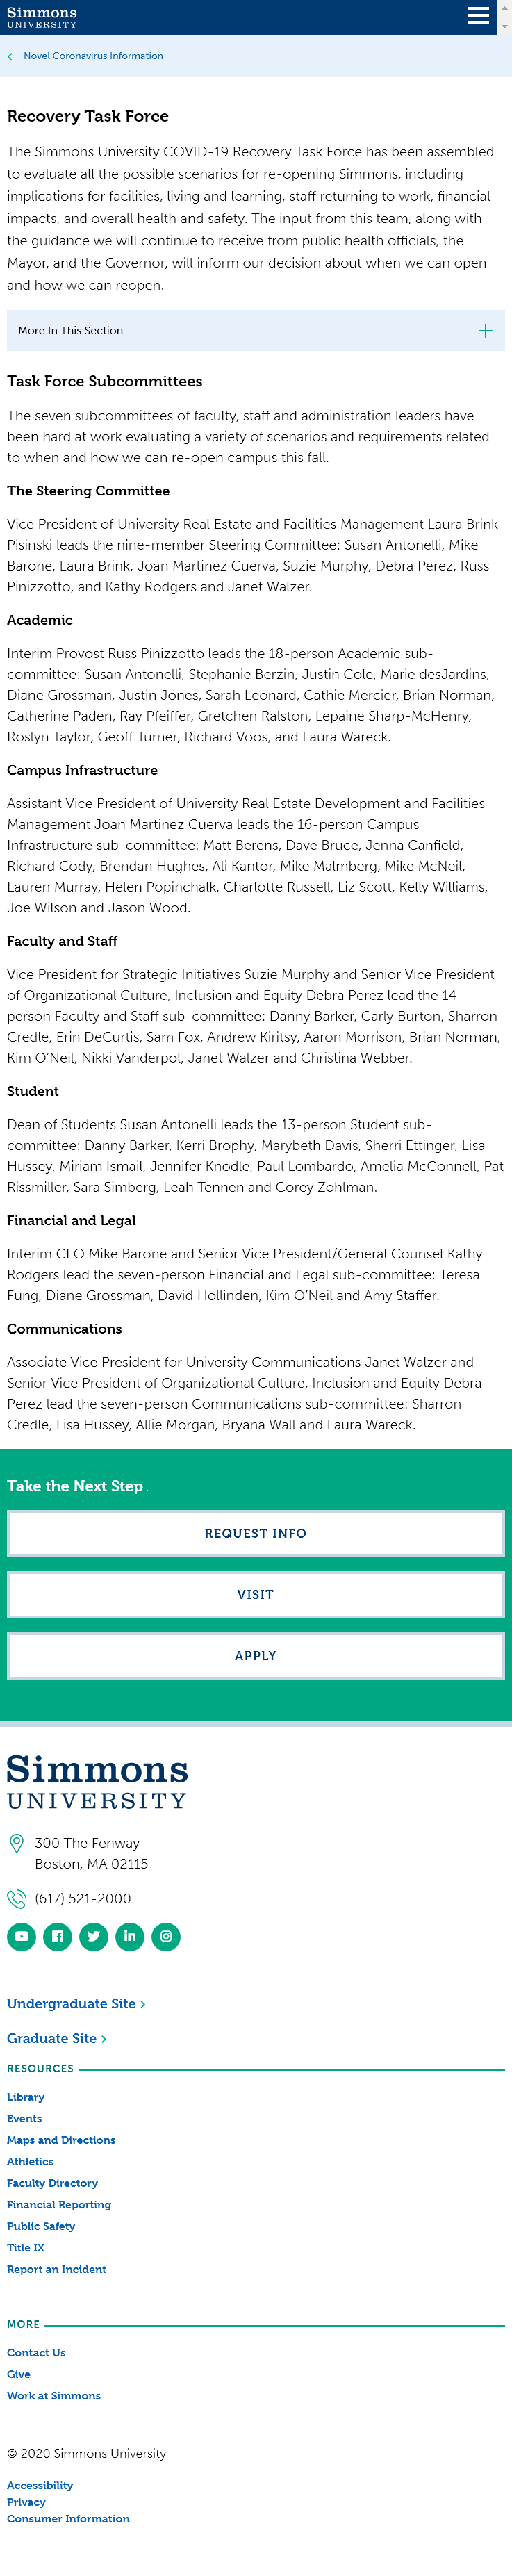 Simmons
UNIVERSITY
Novel Coronavirus Information
Recovery Task Force
The Simmons University COVID-19 Recovery Task Force has been assembled
to evaluate all the possible scenarios for re-opening Simmons, including
implications for facilities, living and learning, staff returning to work, financial
impacts, and overall health and safety. The input from this team, along with
the guidance we will continue to receive from public health officials, the
Mayor, and the Governor, will inform our decision about when we can open
and how we can reopen.
More In This Section...
Task Force Subcommittees
The seven subcommittees of faculty, staff and administration leaders have
been hard at work evaluating a variety of scenarios and requirements related
to when and how we can re-open campus this fall.
The Steering Committee
Vice President of University Real Estate and Facilities Management Laura Brink
Pisinski leads the nine-member Steering Committee: Susan Antonelli, Mike
Barone, Laura Brink, Joan Martinez Cuerva, Suzie Murphy, Debra Perez, Russ
Pinizzotto, and Kathy Rodgers and Janet Walzer.
Academic
Interim Provost Russ Pinizzotto leads the 18-person Academic sub-
committee: Susan Antonelli, Stephanie Berzin, Justin Cole, Marie desJardins,
Diane Grossman, Justin Jones, Sarah Leonard, Cathie Mercier, Brian Norman,
Catherine Paden, Ray Pfeiffer, Gretchen Ralston, Lepaine Sharp-McHenry,
Roslyn Taylor, Geoff Turner, Richard Voos, and Laura Wareck.
Campus Infrastructure
Assistant Vice President of University Real Estate Development and Facilities
Management Joan Martinez Cuerva leads the 16-person Campus
Infrastructure sub-committee: Matt Berens, Dave Bruce, Jenna Canfield,
Richard Cody, Brendan Hughes, Ali Kantor, Mike Malmberg, Mike McNeil,
Lauren Murray, Helen Popinchalk, Charlotte Russell, Liz Scott, Kelly Williams,
Joe Wilson and Jason Wood.
Faculty and Staff
Vice President for Strategic Initiatives Suzie Murphy and Senior Vice President
of Organizational Culture, Inclusion and Equity Debra Perez lead the 14-
person Faculty and Staff sub-committee: Danny Barker, Carly Burton, Sharron
Credle, Erin DeCurtis, Sam Fox, Andrew Kiritsy, Aaron Morrison, Brian Norman,
Kim O'Neil, Nikki Vanderpol, Janet Walzer and Christina Webber.
Student
Dean of Students Susan Antonelli leads the 13-person Student sub-
committee: Danny Barker, Kerri Brophy, Marybeth Davis, Sherri Ettinger, Lisa
Hussey, Miriam Ismail, Jennifer Knodle, Paul Lombardo, Amelia McConnell, Pat
Rissmiller, Sara Simberg, Leah Tennen and Corey Zohlman.
Financial and Legal
Interim CFO Mike Barone and Senior Vice President/General Counsel Kathy
Rodgers lead the seven-person Financial and Legal sub-committee: Teresa
Fung, Diane Grossman, David Hollinden, Kim O'Neil and Amy Staffer.
Communications
Associate Vice President for University Communications Janet Walzer and
Senior Vice President of Organizational Culture, Inclusion and Equity Debra
Perez lead the seven-person Communications sub-committee: Sharron
Credle, Lisa Hussey, Allie Morgan, Bryana Wall and Laura Wareck.
Take the Next Step
REQUEST INFO
VISIT
APPLY
Simmons
UNIVERSITY
300 The Fenway
Boston, MA 02115
(617) 521-2000
Undergraduate Site
Graduate Site
RESOURCES
Library
Events
Maps and Directions
Athletics
Faculty Directory
Financial Reporting
Public Safety
Title IX
Report an Incident
MORE
Contact Us
Give
Work at Simmons
© 2020 Simmons University
Accessibility
Privacy
Consumer Information